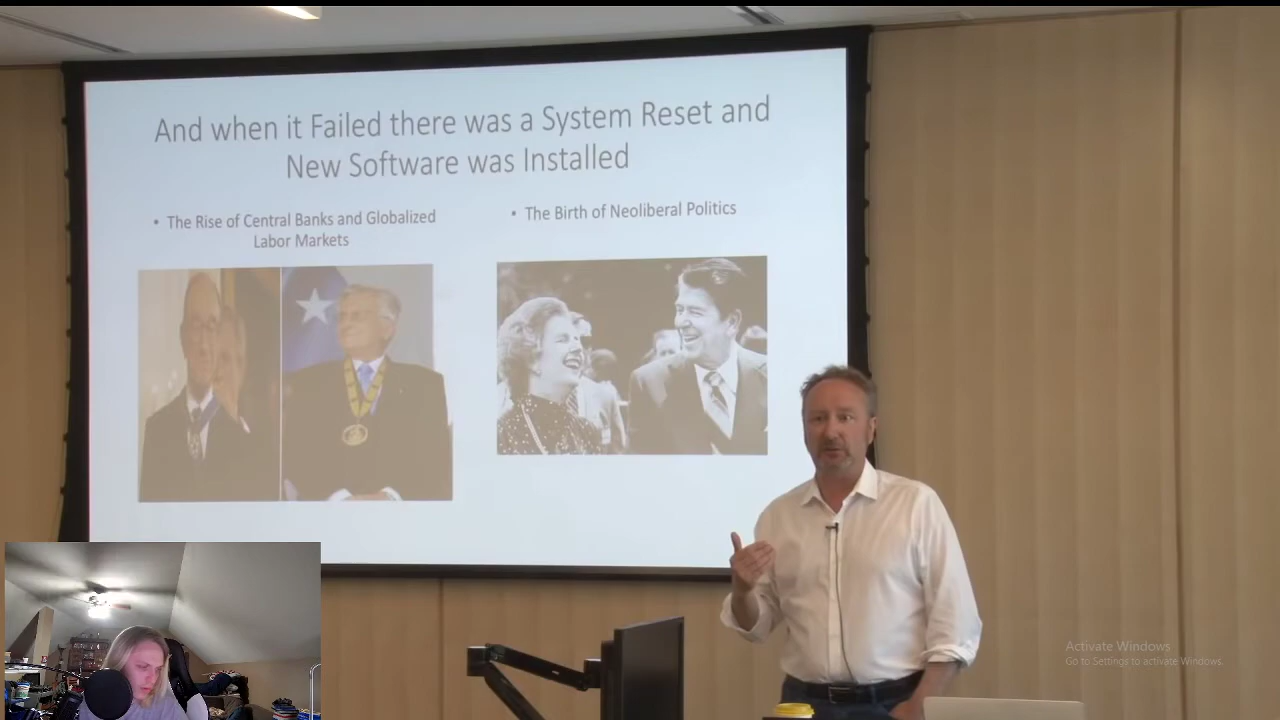 And when it Failed there was a System Reset and
New Software was Installed
• The Rise of Central Banks and Globalized
Labor Markets
• The Birth of Neoliberal Politics
Activate Windows
Go to Settings to activate Windows.